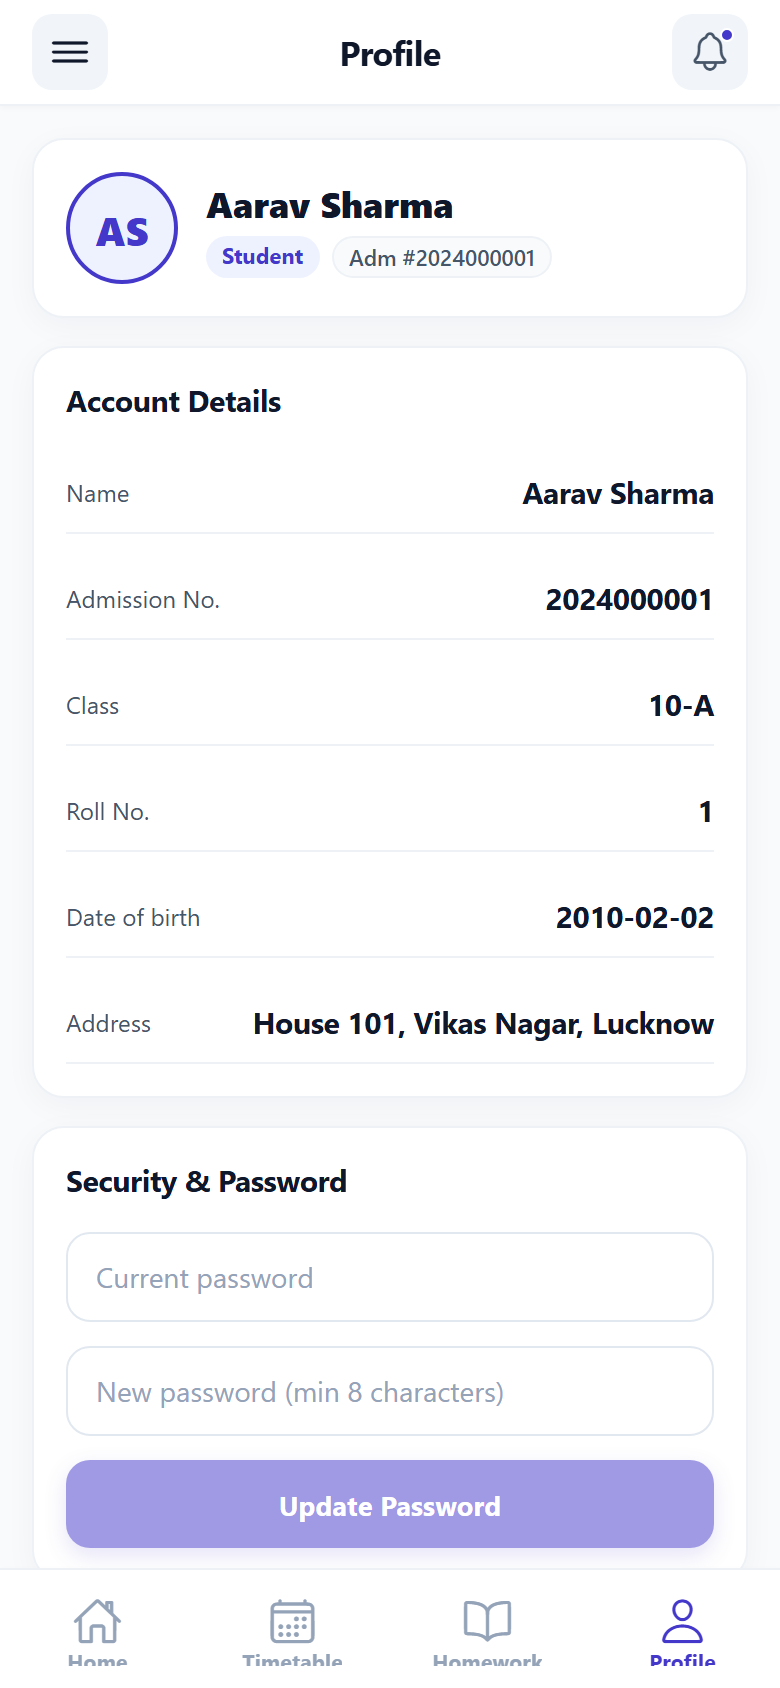 Profile
AS
Aarav Sharma
Student
Adm #2024000001
Account Details
Name
Aarav Sharma
Admission No.
2024000001
Class
10-A
Roll No.
1
Date of birth
2010-02-02
Address
House 101, Vikas Nagar, Lucknow
Security & Password
Current password
New password (min 8 characters)
Update Password
Home
Timetable
Homework
Profile